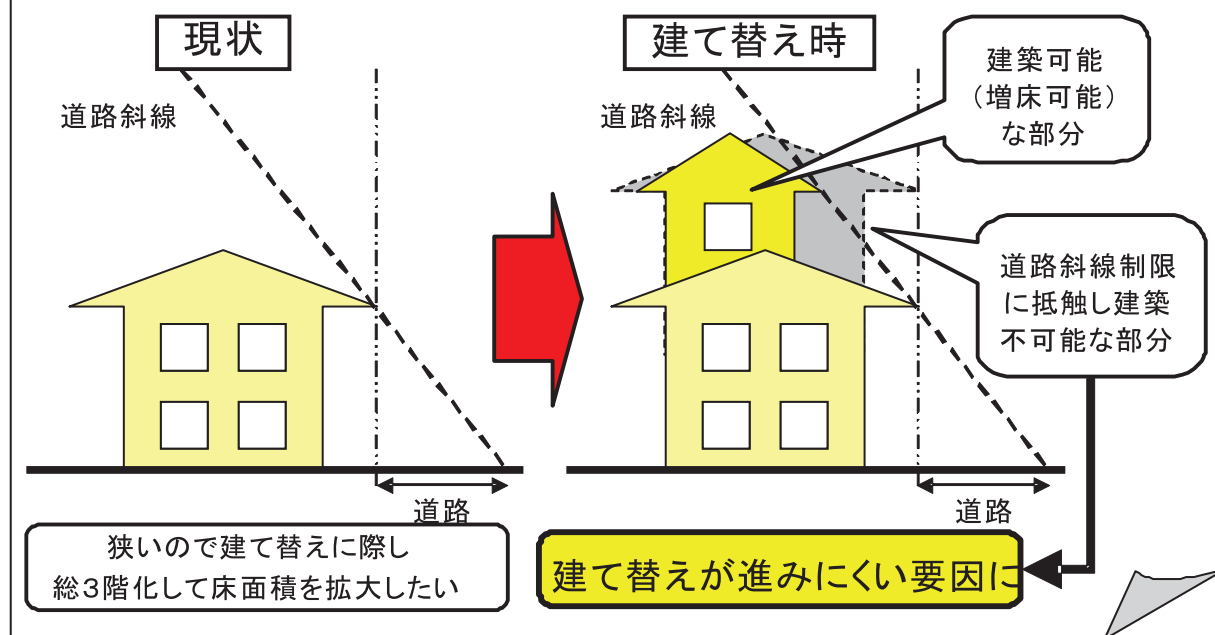 現状
道路斜線
道路
狭いので建て替えに際し
総３階化して床面積を拡大したい
建て替え時
道路斜線
建築可能
（増床可能）
な部分
道路斜線制限
に抵触し建築
不可能な部分
道路
建て替えが進みにくい要因に